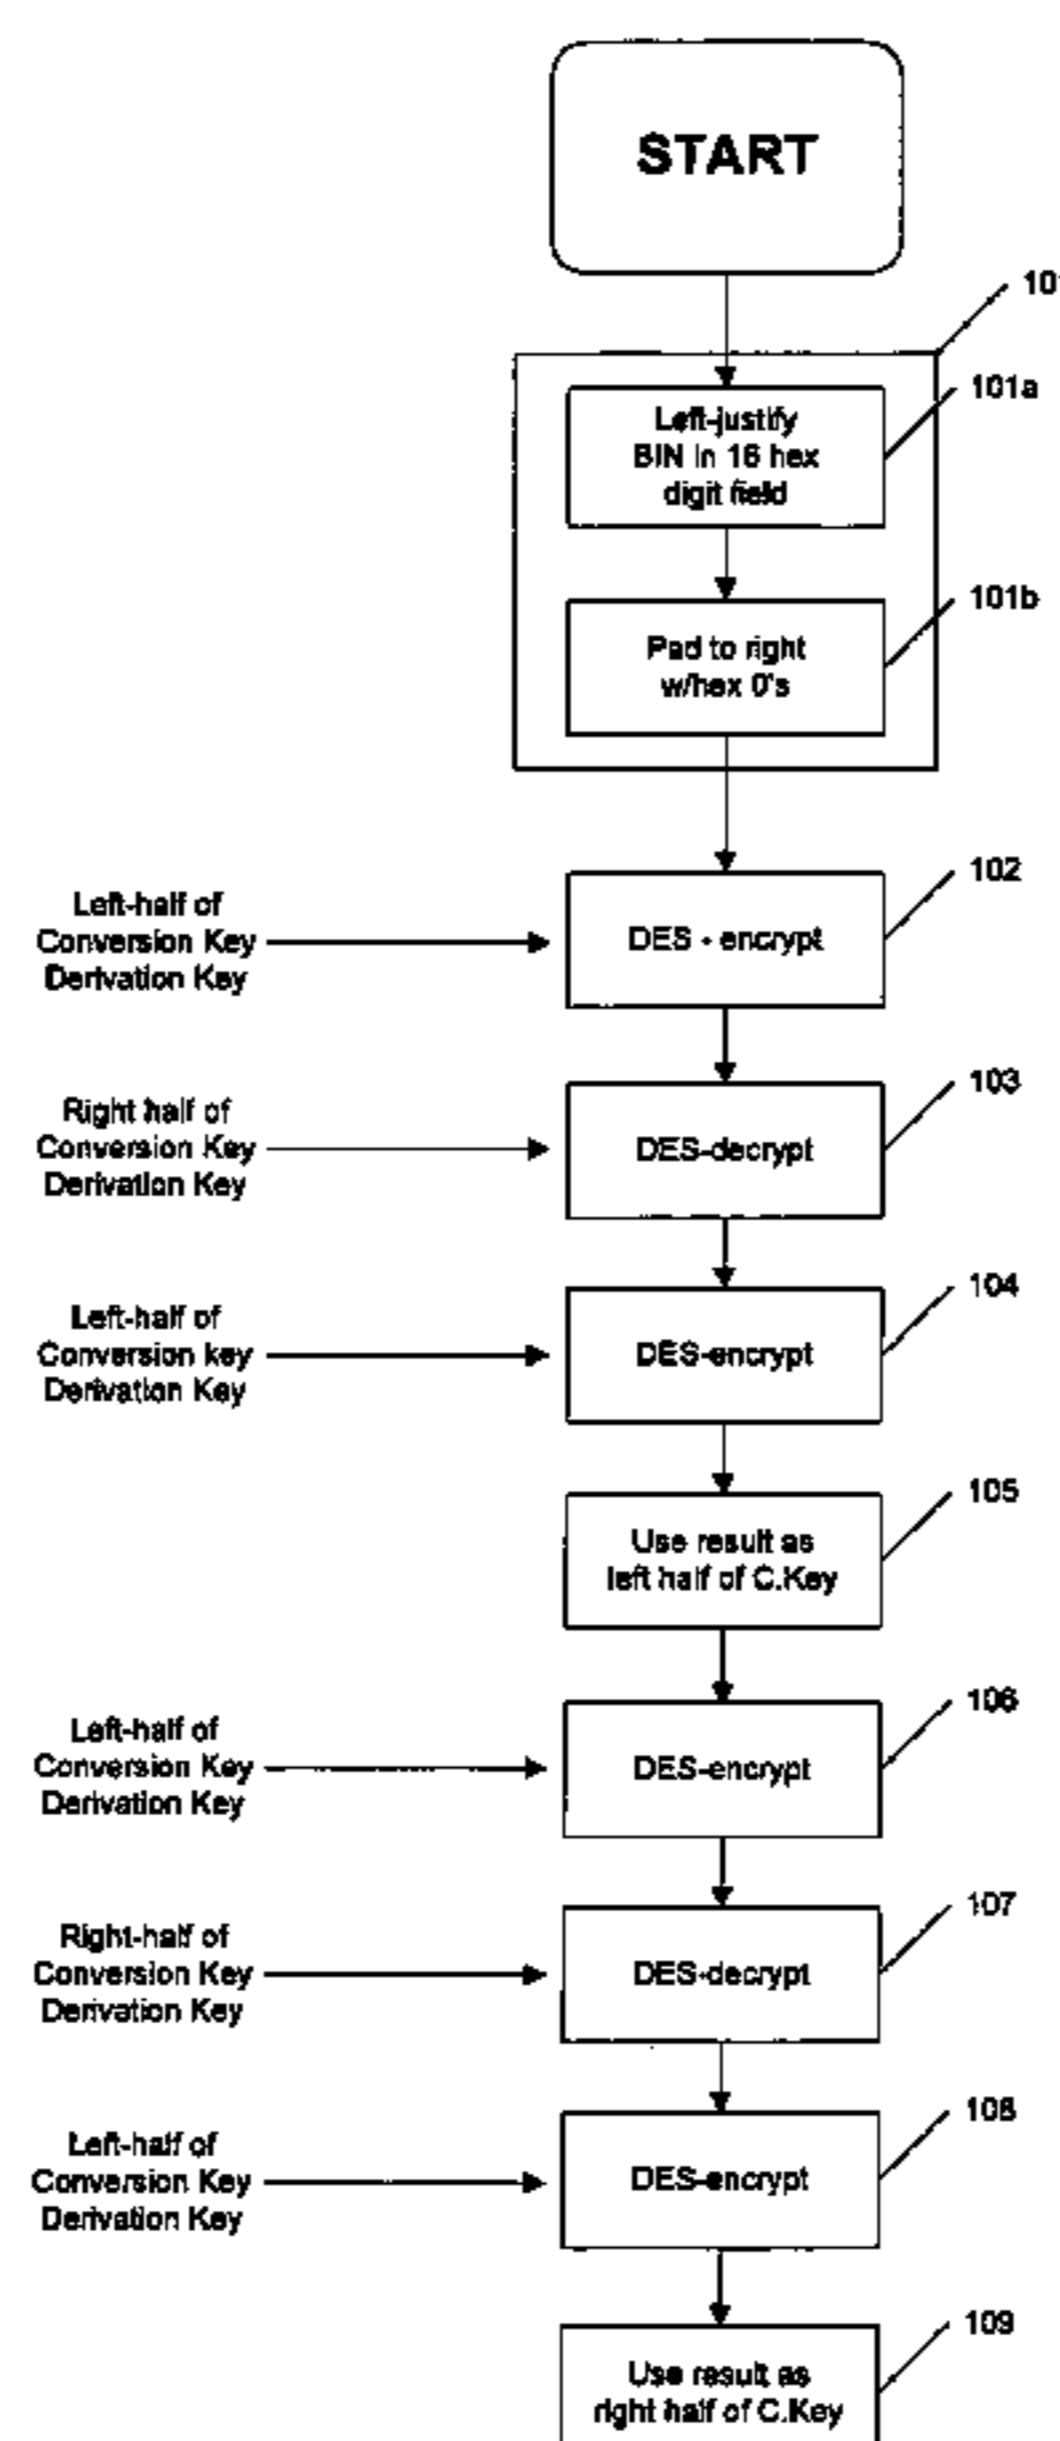 START
101
101a
Left-justify
BIN in 16 hex
digit field
101b
Pad to right
w/hex 0's
102
Left-half of
Conversion Key
Derivation Key
DES - encrypt
103
Right half of
Conversion Key
Derivation Key
DES-decrypt
104
Left-half of
Conversion key
Derivation Key
DES-encrypt
105
Use result as
left half of C.Key
106
Left-half of
Conversion Key
Derivation Key
DES-encrypt
107
Right-half of
Conversion Key
Derivation Key
DES-decrypt
108
Left-half of
Conversion Key
Derivation Key
DES-encrypt
109
Use result as
right half of C.Key